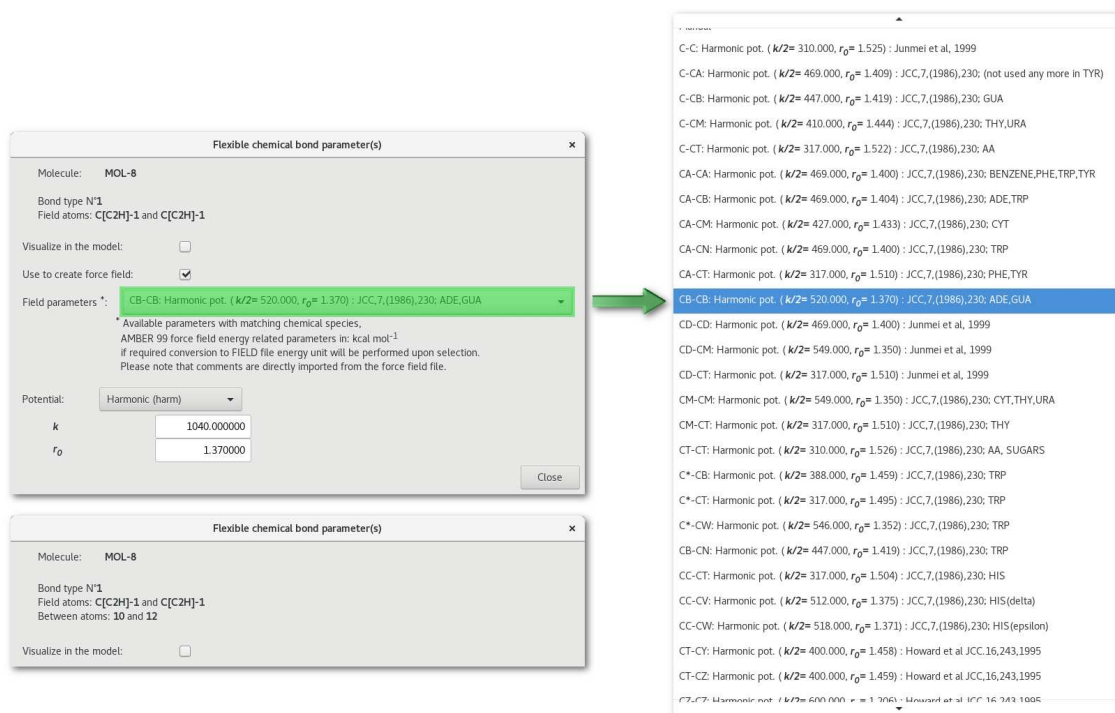 Flexible chemical bond parameter(s) ×
Molecule: MOL-8
Bond type N°1
Field atoms: C[C2H]-1 and C[C2H]-1
Visualize in the model:
Use to create force field:
Field parameters *: CB-CB: Harmonic pot. ( k/2= 520.000, r0= 1.370) : JCC,7,(1986),230; ADE,GUA
* Available parameters with matching chemical species,
AMBER 99 force field energy related parameters in: kcal mol-1
if required conversion to FIELD file energy unit will be performed upon selection.
Please note that comments are directly imported from the force field file.
Potential: Harmonic (harm)
k 1040.000000
r0 1.370000
Close
Flexible chemical bond parameter(s) ×
Molecule: MOL-8
Bond type N°1
Field atoms: C[C2H]-1 and C[C2H]-1
Between atoms: 10 and 12
Visualize in the model:
C-C: Harmonic pot. ( k/2= 310.000, r0= 1.525) : Junmei et al, 1999
C-CA: Harmonic pot. ( k/2= 469.000, r0= 1.409) : JCC,7,(1986),230; (not used any more in TYR)
C-CB: Harmonic pot. ( k/2= 447.000, r0= 1.419) : JCC,7,(1986),230; GUA
C-CM: Harmonic pot. ( k/2= 410.000, r0= 1.444) : JCC,7,(1986),230; THY,URA
C-CT: Harmonic pot. ( k/2= 317.000, r0= 1.522) : JCC,7,(1986),230; AA
CA-CA: Harmonic pot. ( k/2= 469.000, r0= 1.400) : JCC,7,(1986),230; BENZENE,PHE,TRP,TYR
CA-CB: Harmonic pot. ( k/2= 469.000, r0= 1.404) : JCC,7,(1986),230; ADE,TRP
CA-CM: Harmonic pot. ( k/2= 427.000, r0= 1.433) : JCC,7,(1986),230; CYT
CA-CN: Harmonic pot. ( k/2= 469.000, r0= 1.400) : JCC,7,(1986),230; TRP
CA-CT: Harmonic pot. ( k/2= 317.000, r0= 1.510) : JCC,7,(1986),230; PHE,TYR
CB-CB: Harmonic pot. ( k/2= 520.000, r0= 1.370) : JCC,7,(1986),230; ADE,GUA
CD-CD: Harmonic pot. ( k/2= 469.000, r0= 1.400) : Junmei et al, 1999
CD-CM: Harmonic pot. ( k/2= 549.000, r0= 1.350) : Junmei et al, 1999
CD-CT: Harmonic pot. ( k/2= 317.000, r0= 1.510) : Junmei et al, 1999
CM-CM: Harmonic pot. ( k/2= 549.000, r0= 1.350) : JCC,7,(1986),230; CYT,THY,URA
CM-CT: Harmonic pot. ( k/2= 317.000, r0= 1.510) : JCC,7,(1986),230; THY
CT-CT: Harmonic pot. ( k/2= 310.000, r0= 1.526) : JCC,7,(1986),230; AA, SUGARS
C*-CB: Harmonic pot. ( k/2= 388.000, r0= 1.459) : JCC,7,(1986),230; TRP
C*-CT: Harmonic pot. ( k/2= 317.000, r0= 1.495) : JCC,7,(1986),230; TRP
C*-CW: Harmonic pot. ( k/2= 546.000, r0= 1.352) : JCC,7,(1986),230; TRP
CB-CN: Harmonic pot. ( k/2= 447.000, r0= 1.419) : JCC,7,(1986),230; TRP
CC-CT: Harmonic pot. ( k/2= 317.000, r0= 1.504) : JCC,7,(1986),230; HIS
CC-CV: Harmonic pot. ( k/2= 512.000, r0= 1.375) : JCC,7,(1986),230; HIS(delta)
CC-CW: Harmonic pot. ( k/2= 518.000, r0= 1.371) : JCC,7,(1986),230; HIS(epsilon)
CT-CY: Harmonic pot. ( k/2= 400.000, r0= 1.458) : Howard et al JCC.16,243,1995
CT-CZ: Harmonic pot. ( k/2= 400.000, r0= 1.459) : Howard et al JCC,16,243,1995
CZ-CZ: Harmonic pot. ( k/2= 600.000, r = 1.206) : Howard et al JCC,16,243,1995